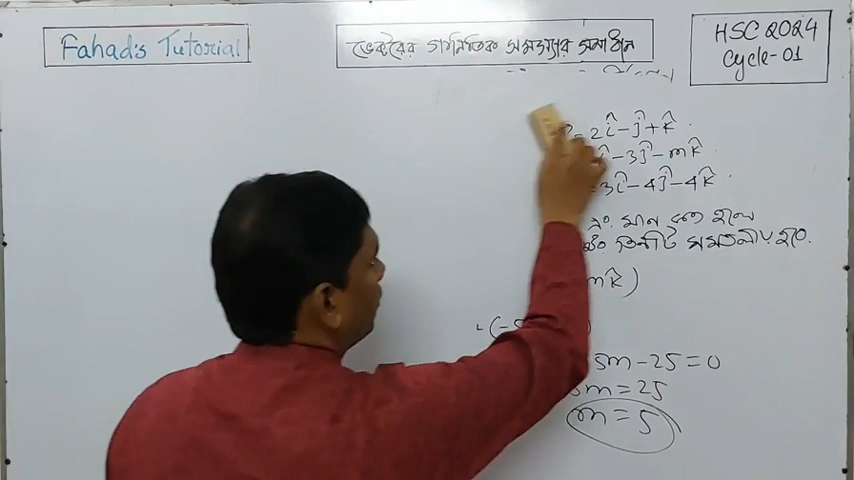 Fahad's Tutorial
ভেক্টরের গাণিতিক সমস্যার সমাধান
HSC 2024
Cycle-01
= 2î - ĵ + k̂
î - 3ĵ - mk̂
= 3î - 4ĵ - 4k̂
এর মান কত হলে
তিনটি সমতলীয় হবে.
mk̂)
5m - 25 = 0
5m = 25
m = 5